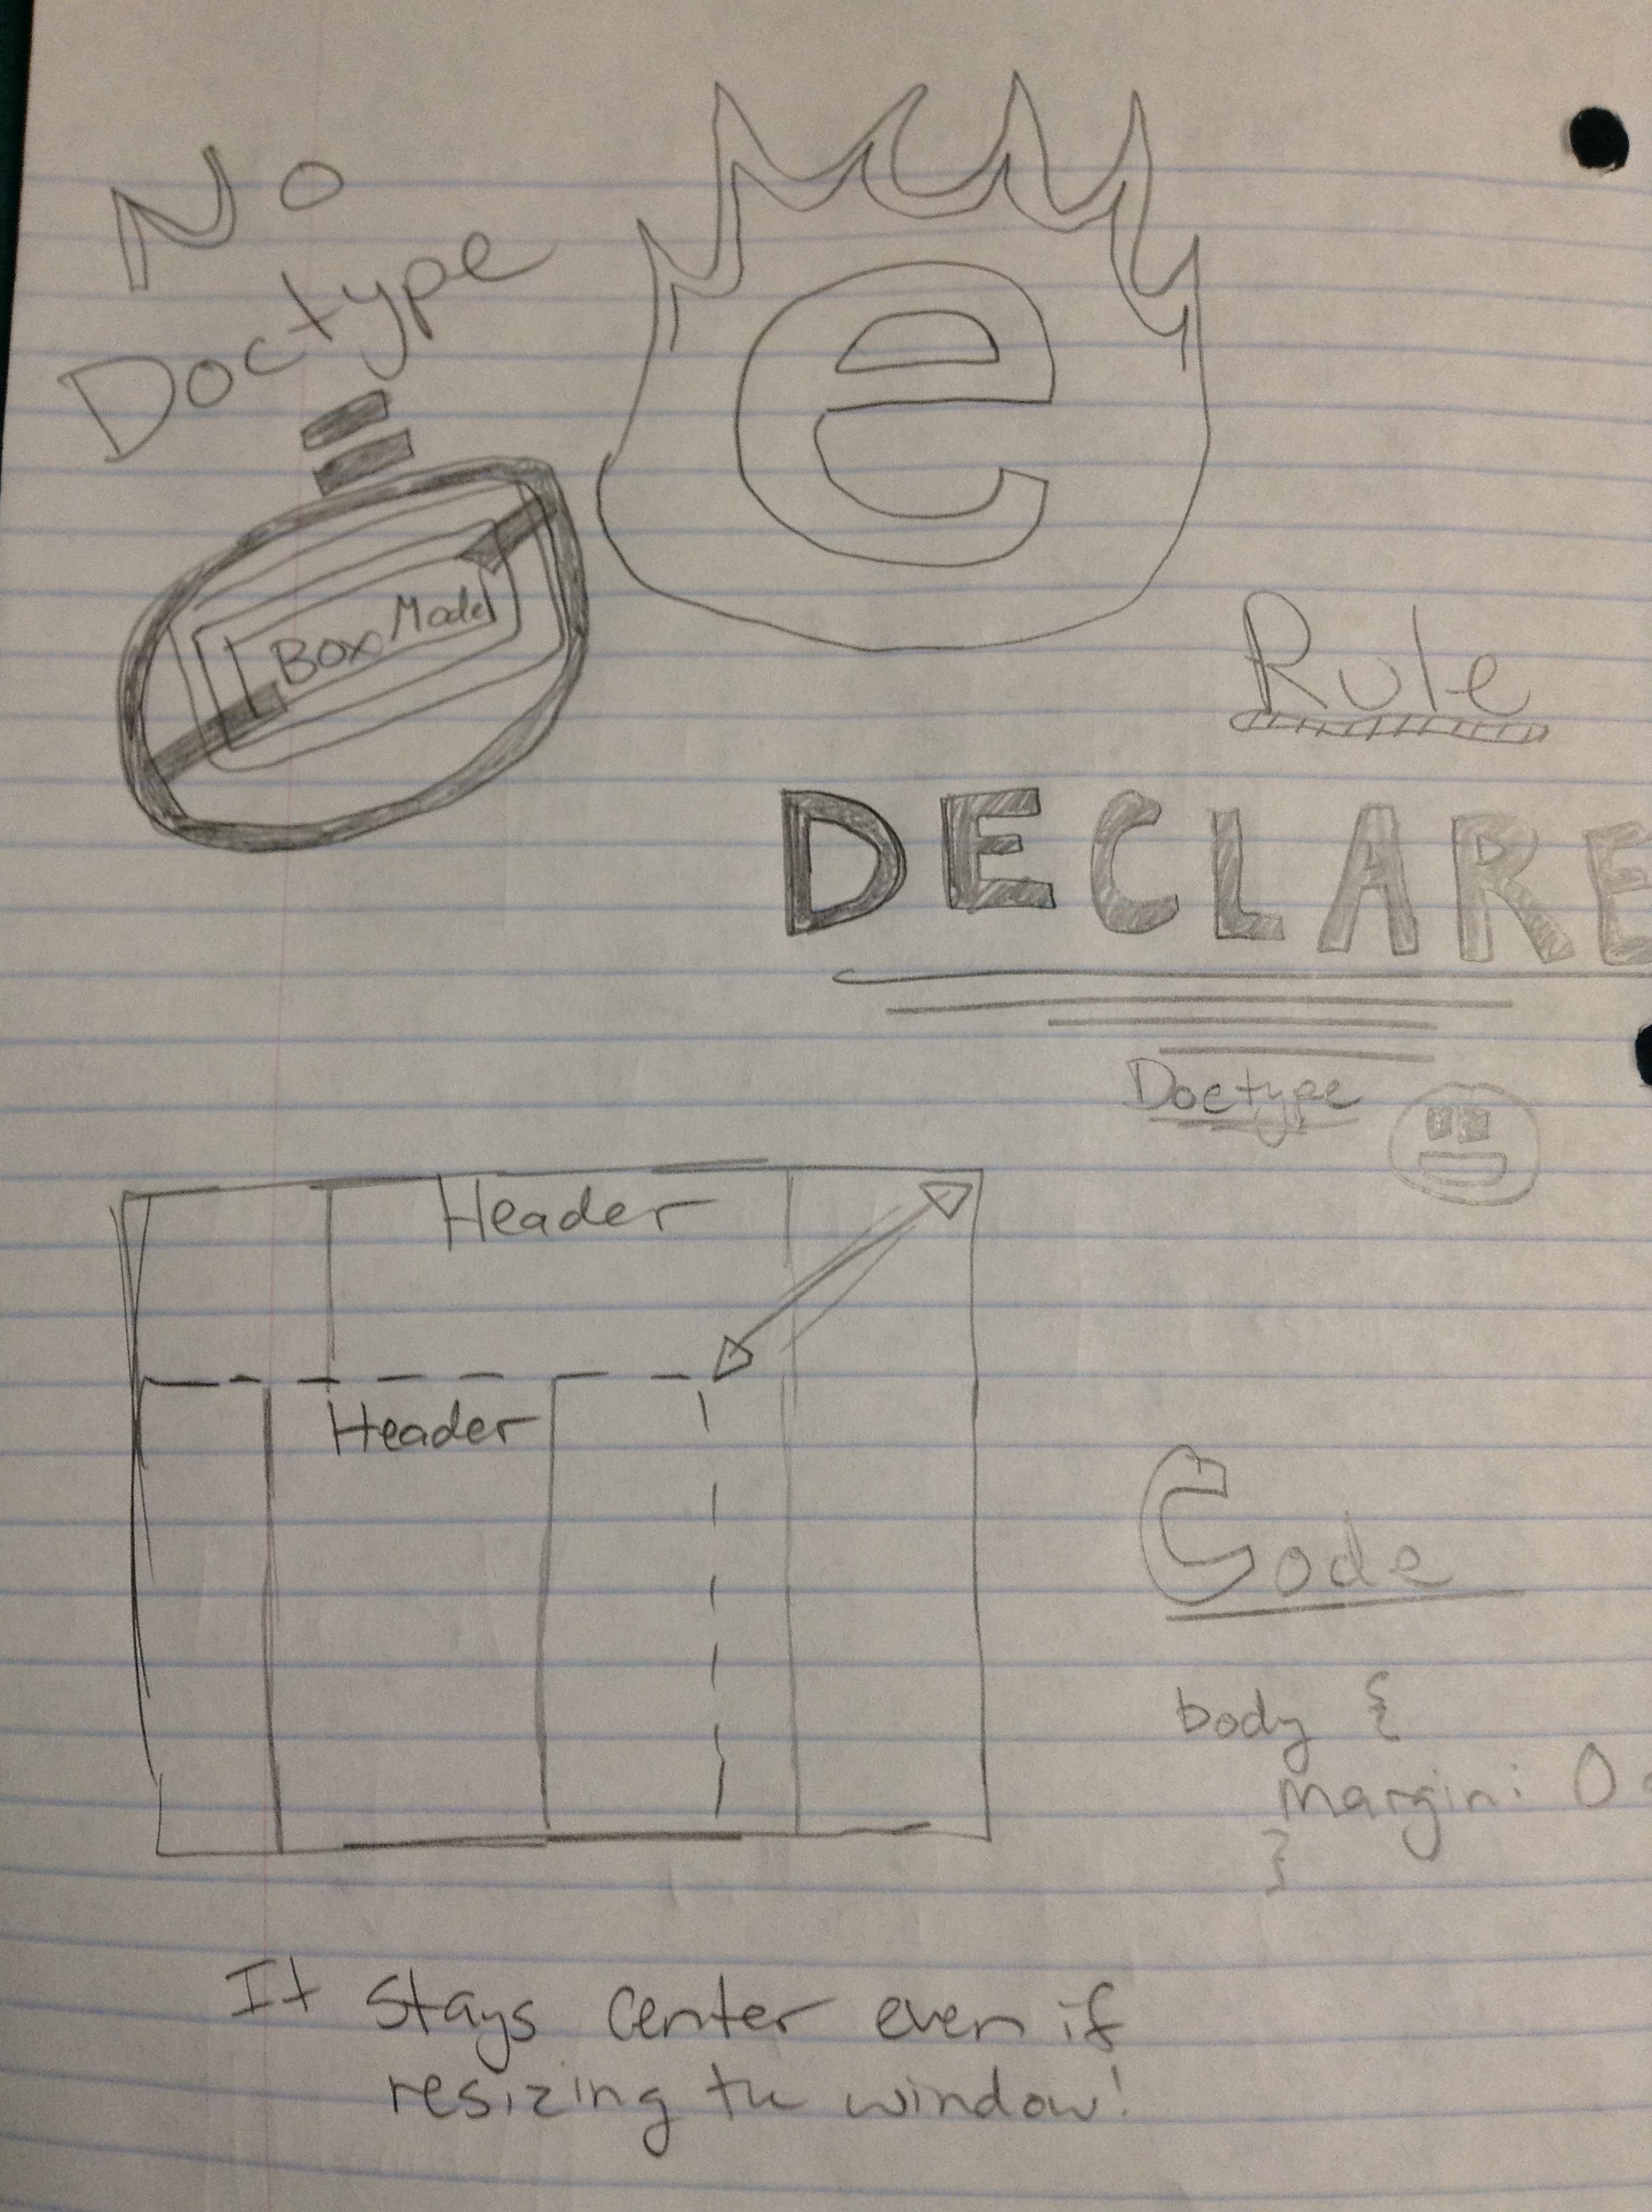 No
Doctype
e
Box Model
Rule
DECLARE
Doctype
Header
Header
Code
body {
margin: 0
}
It stays center even if
resizing the window!